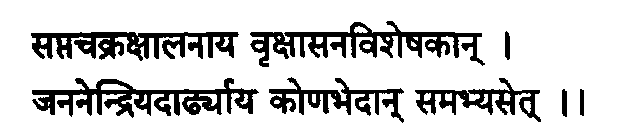 सप्तचक्रक्षालनाय वृक्षासनविशेषकान् ।
जननेन्द्रियदार्ढ्याय कोणभेदान् समभ्यसेत् ।।